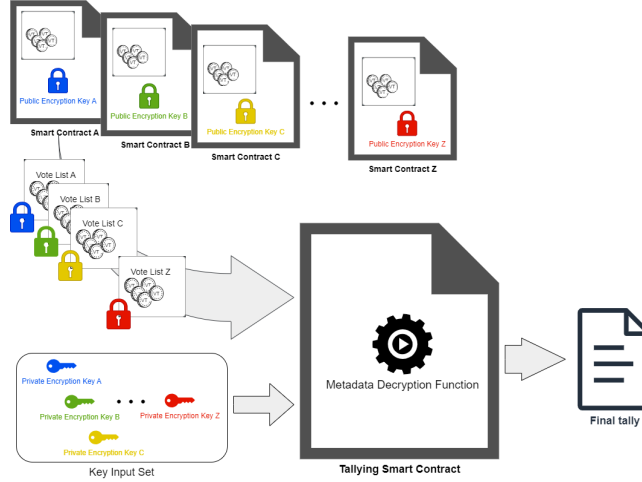 Public Encryption Key A
Public Encryption Key B
Public Encryption Key C
Public Encryption Key Z
Smart Contract A
Smart Contract B
Smart Contract C
Smart Contract Z
Vote List A
Vote List B
Vote List C
Vote List Z
Private Encryption Key A
Private Encryption Key B
Private Encryption Key Z
Private Encryption Key C
Key Input Set
Metadata Decryption Function
Tallying Smart Contract
Final tally